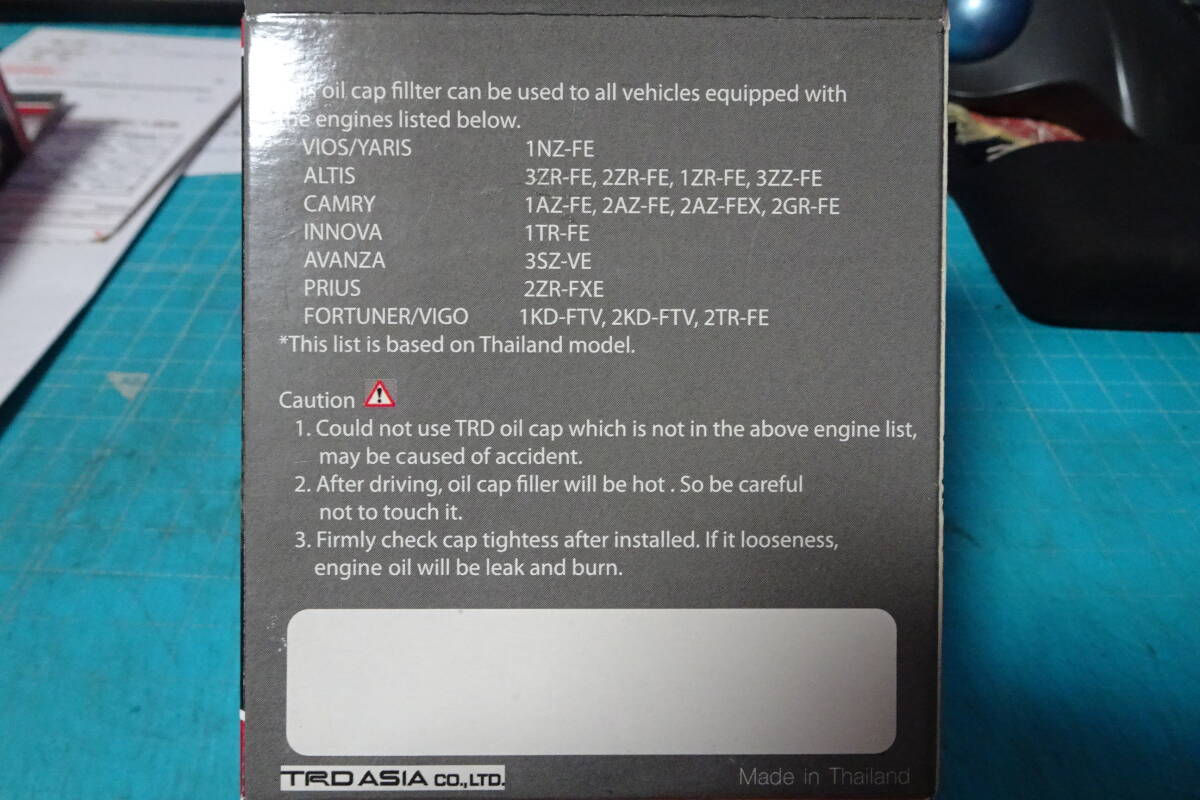 oil cap fillter can be used to all vehicles equipped with
the engines listed below.
VIOS/YARIS 1NZ-FE
ALTIS 3ZR-FE, 2ZR-FE, 1ZR-FE, 3ZZ-FE
CAMRY 1AZ-FE, 2AZ-FE, 2AZ-FEX, 2GR-FE
INNOVA 1TR-FE
AVANZA 3SZ-VE
PRIUS 2ZR-FXE
FORTUNER/VIGO 1KD-FTV, 2KD-FTV, 2TR-FE
*This list is based on Thailand model.
Caution
1. Could not use TRD oil cap which is not in the above engine list,
may be caused of accident.
2. After driving, oil cap filler will be hot . So be careful
not to touch it.
3. Firmly check cap tightess after installed. If it looseness,
engine oil will be leak and burn.
TRD ASIA CO.,LTD.
Made in Thailand